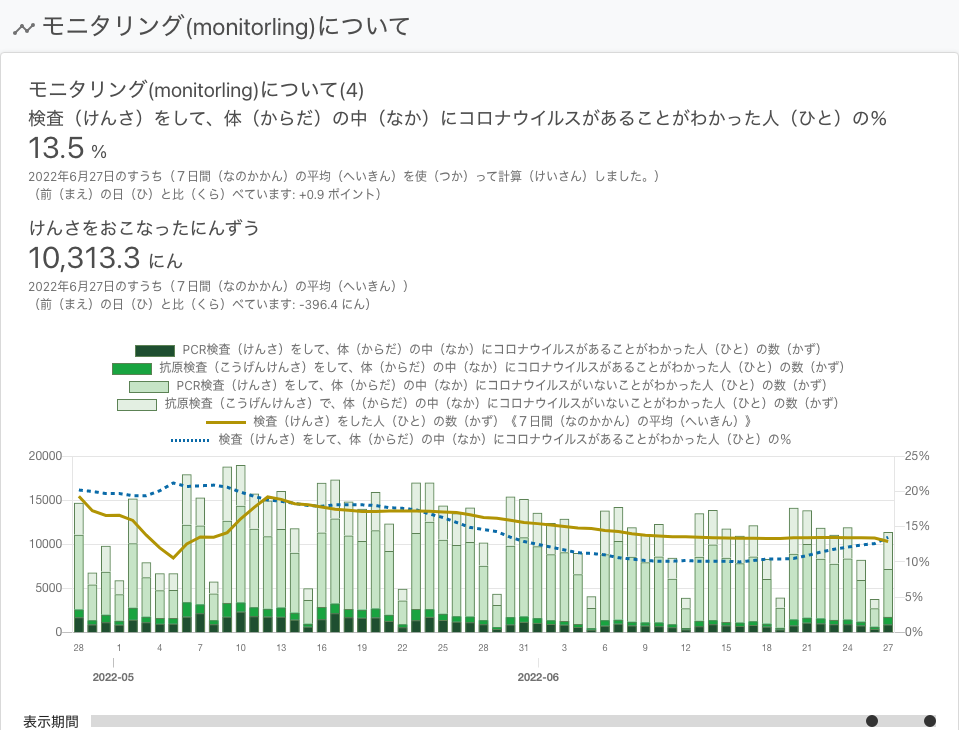 モニタリング(monitorling)について
モニタリング(monitorling)について(4)
検査（けんさ）をして、体（からだ）の中（なか）にコロナウイルスがあることがわかった人（ひと）の%
13.5 %
2022年6月27日のすうち（７日間（なのかかん）の平均（へいきん）を使（つか）って計算（けいさん）しました。）
（前（まえ）の日（ひ）と比（くら）べています: +0.9 ポイント）
けんさをおこなったにんずう
10,313.3 にん
2022年6月27日のすうち（７日間（なのかかん）の平均（へいきん））
（前（まえ）の日（ひ）と比（くら）べています: -396.4 にん）
PCR検査（けんさ）をして、体（からだ）の中（なか）にコロナウイルスがあることがわかった人（ひと）の数（かず）
抗原検査（こうげんけんさ）をして、体（からだ）の中（なか）にコロナウイルスがあることがわかった人（ひと）の数（かず）
PCR検査（けんさ）をして、体（からだ）の中（なか）にコロナウイルスがいないことがわかった人（ひと）の数（かず）
抗原検査（こうげんけんさ）で、体（からだ）の中（なか）にコロナウイルスがいないことがわかった人（ひと）の数（かず）
検査（けんさ）をした人（ひと）の数（かず）《７日間（なのかかん）の平均（へいきん）》
検査（けんさ）をして、体（からだ）の中（なか）にコロナウイルスがあることがわかった人（ひと）の%
20000 25%
20%
15000
15%
10000
10%
5000
5%
0 0%
28 1 4 7 10 13 16 19 22 25 28 31 3 6 9 12 15 18 21 24 27
2022-05 2022-06
表示期間